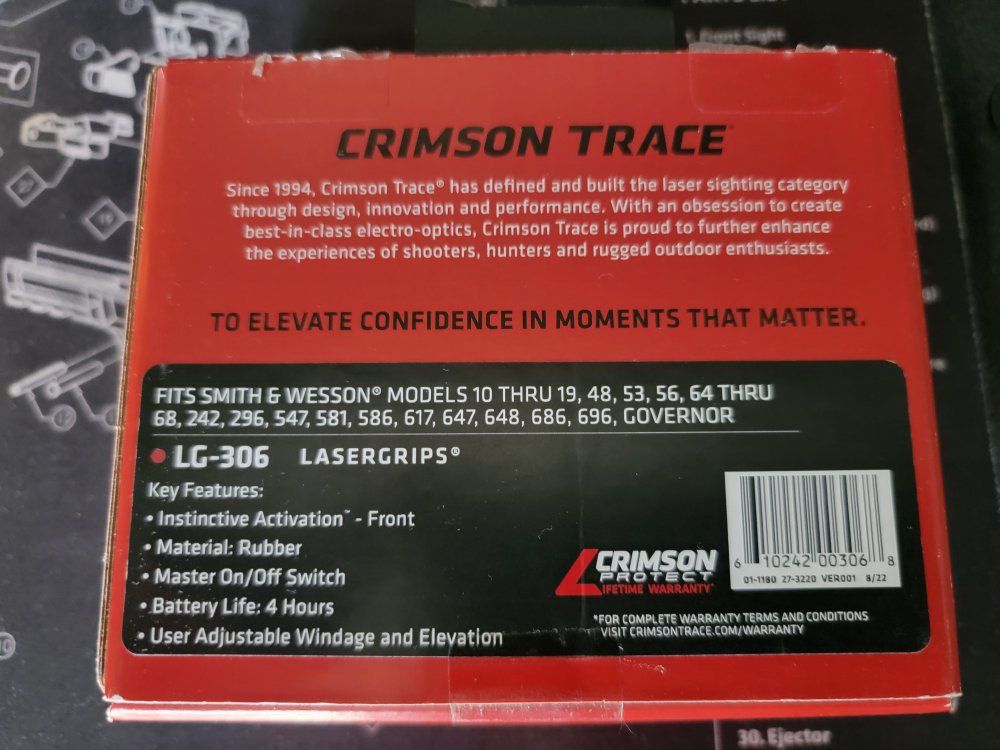 1. Front Sight
CRIMSON TRACE
Since 1994, Crimson Trace® has defined and built the laser sighting category
through design, innovation and performance. With an obsession to create
best-in-class electro-optics, Crimson Trace is proud to further enhance
the experiences of shooters, hunters and rugged outdoor enthusiasts.
TO ELEVATE CONFIDENCE IN MOMENTS THAT MATTER.
FITS SMITH & WESSON® MODELS 10 THRU 19, 48, 53, 56, 64 THRU
68, 242, 296, 547, 581, 586, 617, 647, 648, 686, 696, GOVERNOR
• LG-306 LASERGRIPS®
Key Features:
• Instinctive Activation™ - Front
• Material: Rubber
• Master On/Off Switch
• Battery Life: 4 Hours
• User Adjustable Windage and Elevation
CRIMSON
PROTECT
LIFETIME WARRANTY*
6 10242 00306 8
01-1180 27-3220 VER001 8/22
*FOR COMPLETE WARRANTY TERMS AND CONDITIONS
VISIT CRIMSONTRACE.COM/WARRANTY
30. Ejector